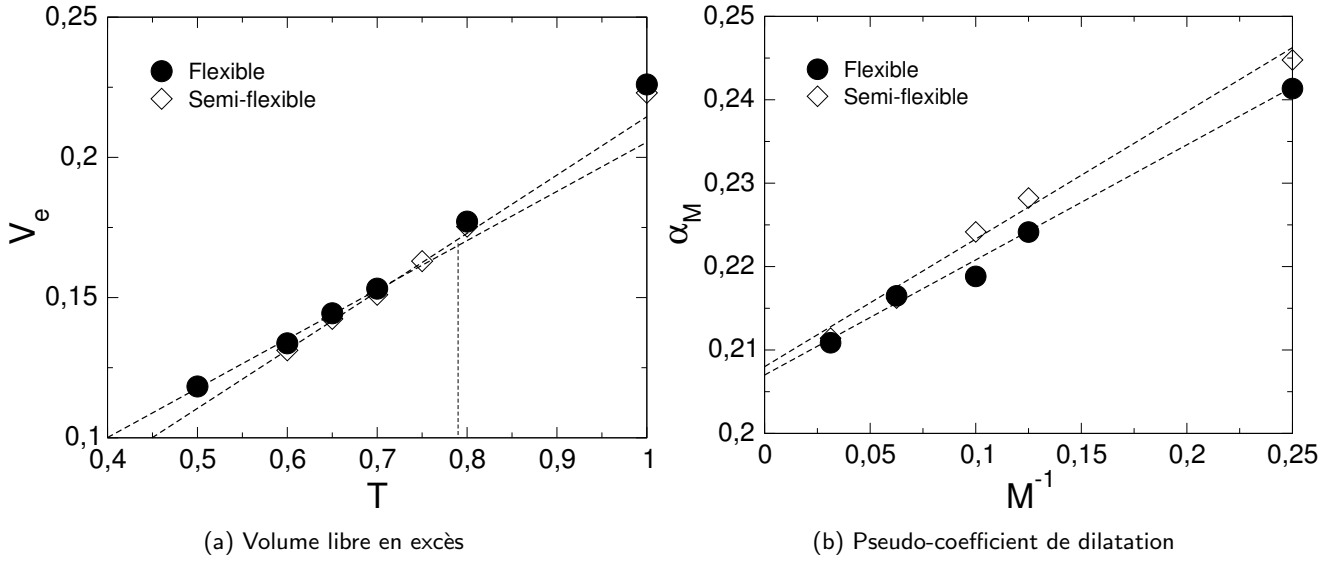 0,25
0,2
0,15
0,1
V_e
Flexible
Semi-flexible
0,4 0,5 0,6 0,7 0,8 0,9 1
T
(a) Volume libre en excès
0,25
0,24
0,23
0,22
0,21
0,2
α_M
Flexible
Semi-flexible
0 0,05 0,1 0,15 0,2 0,25
M^-1
(b) Pseudo-coefficient de dilatation